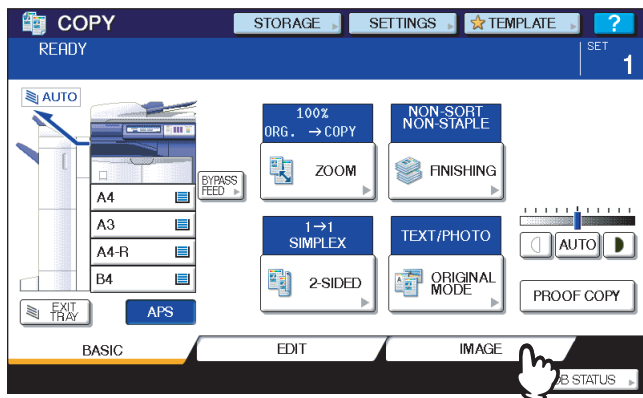 COPY
STORAGE
SETTINGS
TEMPLATE
?
READY
SET
1
AUTO
100%
ORG. →COPY
ZOOM
NON-SORT
NON-STAPLE
FINISHING
BYPASS
FEED
A4
A3
A4-R
B4
1→1
SIMPLEX
2-SIDED
TEXT/PHOTO
ORIGINAL
MODE
AUTO
PROOF COPY
EXIT
TRAY
APS
BASIC
EDIT
IMAGE
STATUS